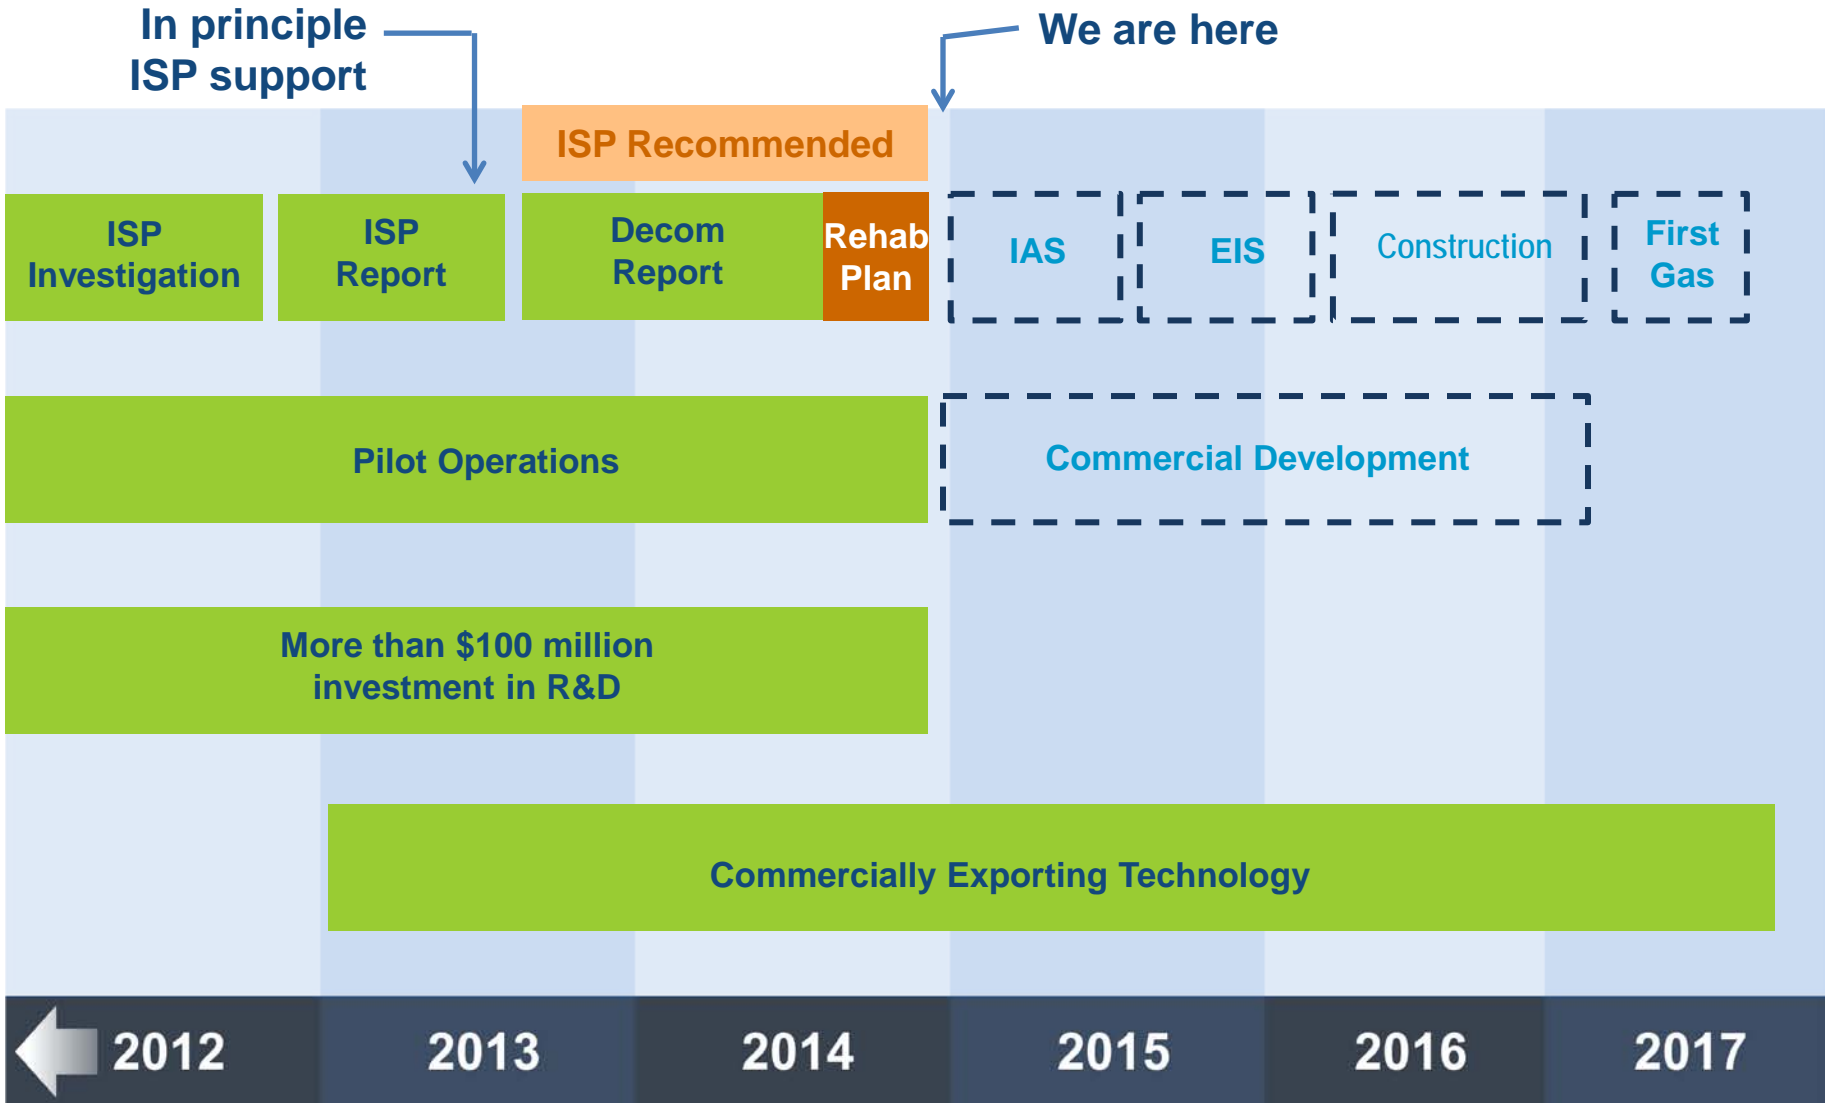 In principle
ISP support
We are here
ISP Recommended
ISP
Investigation
ISP
Report
Decom
Report
Rehab
Plan
IAS
EIS
Construction
First
Gas
Pilot Operations
Commercial Development
More than $100 million
investment in R&D
Commercially Exporting Technology
2012
2013
2014
2015
2016
2017